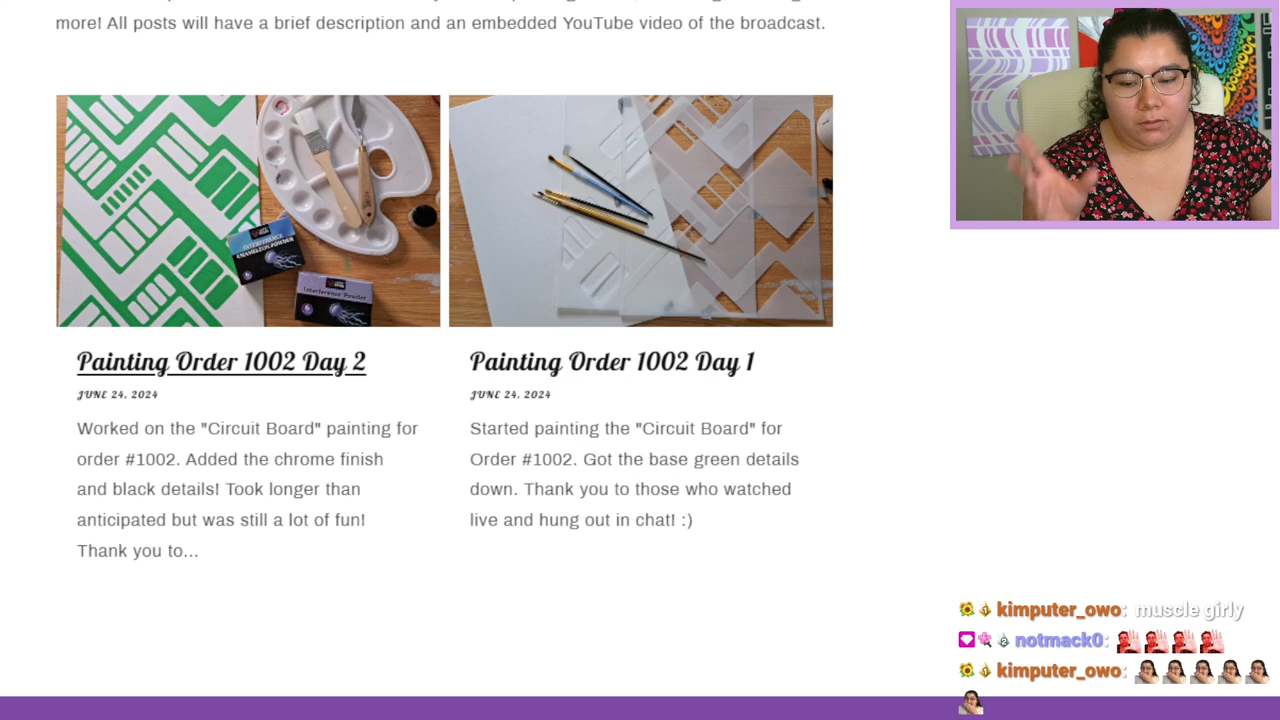 more! All posts will have a brief description and an embedded YouTube video of the broadcast.
Painting Order 1002 Day 2
JUNE 24, 2024
Worked on the "Circuit Board" painting for
order #1002. Added the chrome finish
and black details! Took longer than
anticipated but was still a lot of fun!
Thank you to...
Painting Order 1002 Day 1
JUNE 24, 2024
Started painting the "Circuit Board" for
Order #1002. Got the base green details
down. Thank you to those who watched
live and hung out in chat! :)
Interference Powder
kimputer_owo: muscle girly
notmack0:
kimputer_owo: